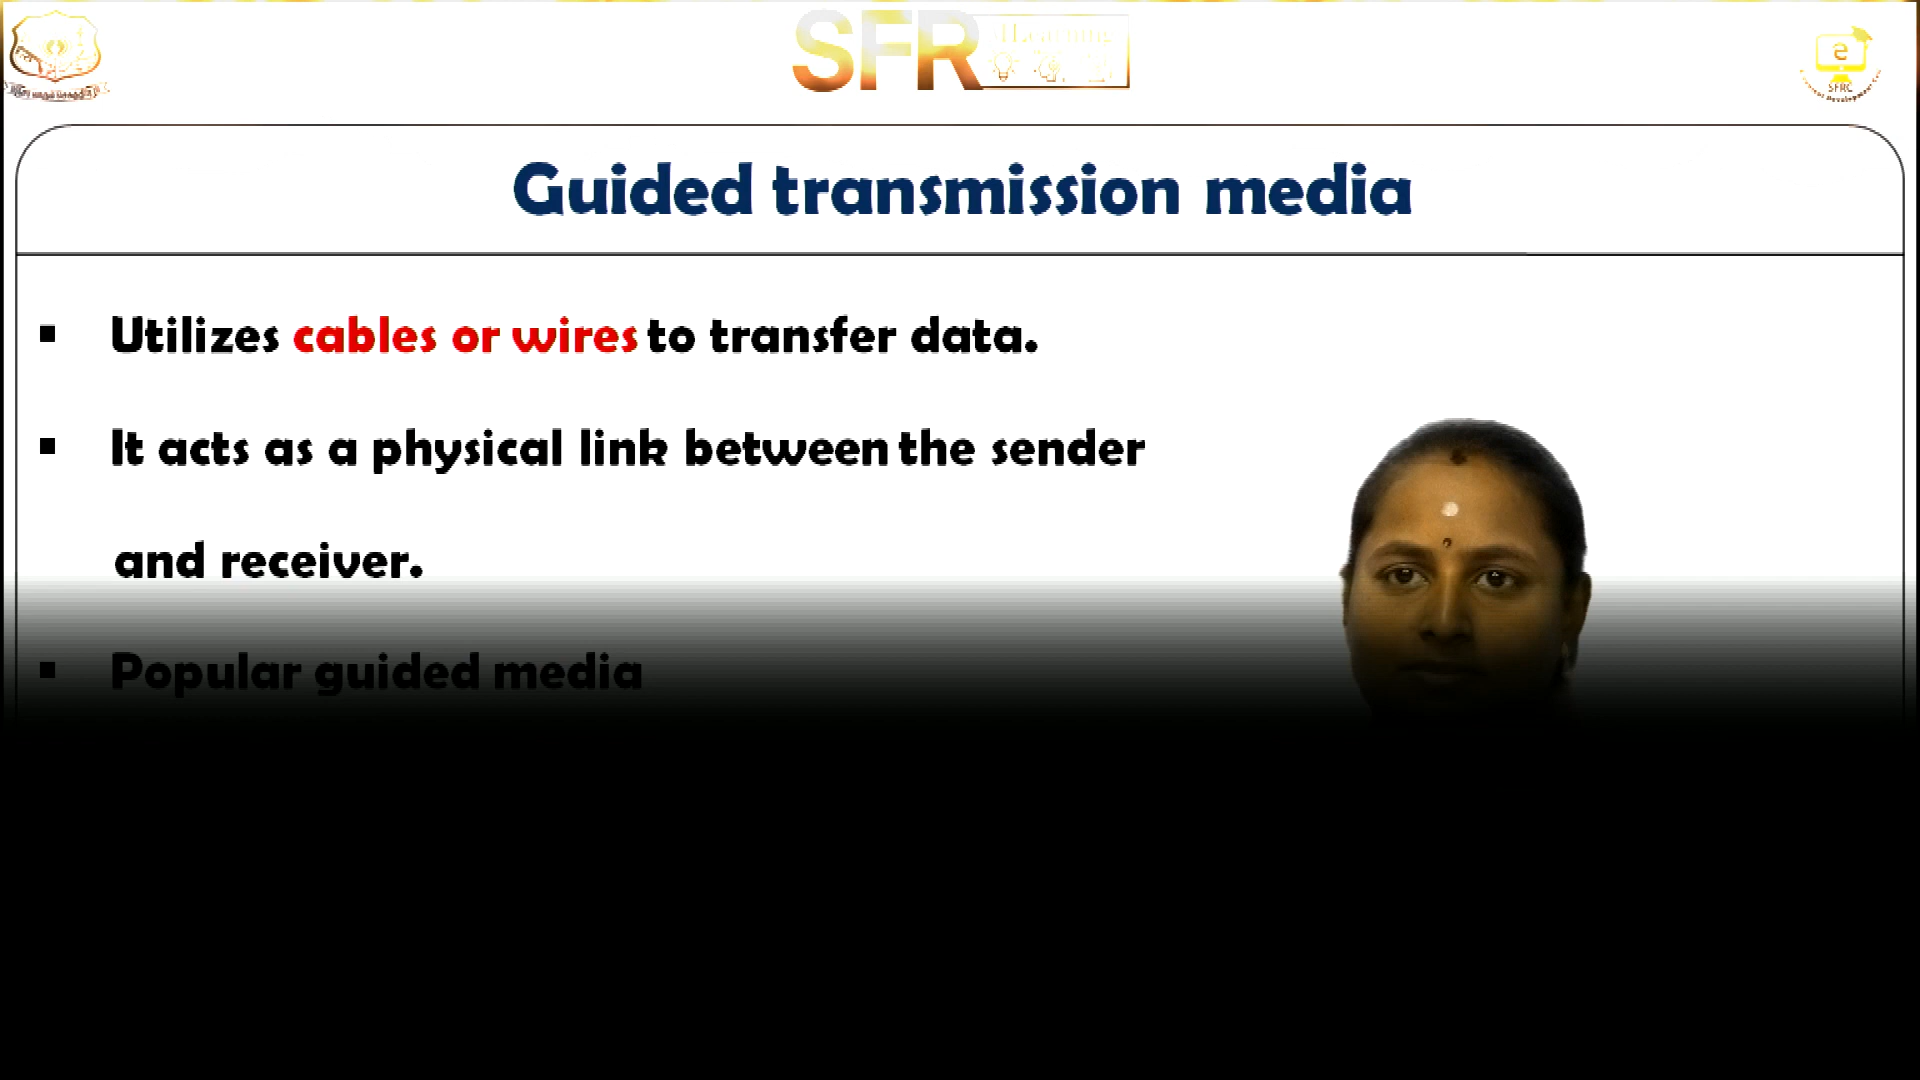 SFR
e
SFRC
Guided transmission media
▪ Utilizes cables or wires to transfer data.
▪ It acts as a physical link between the sender
and receiver.
▪ Popular guided media